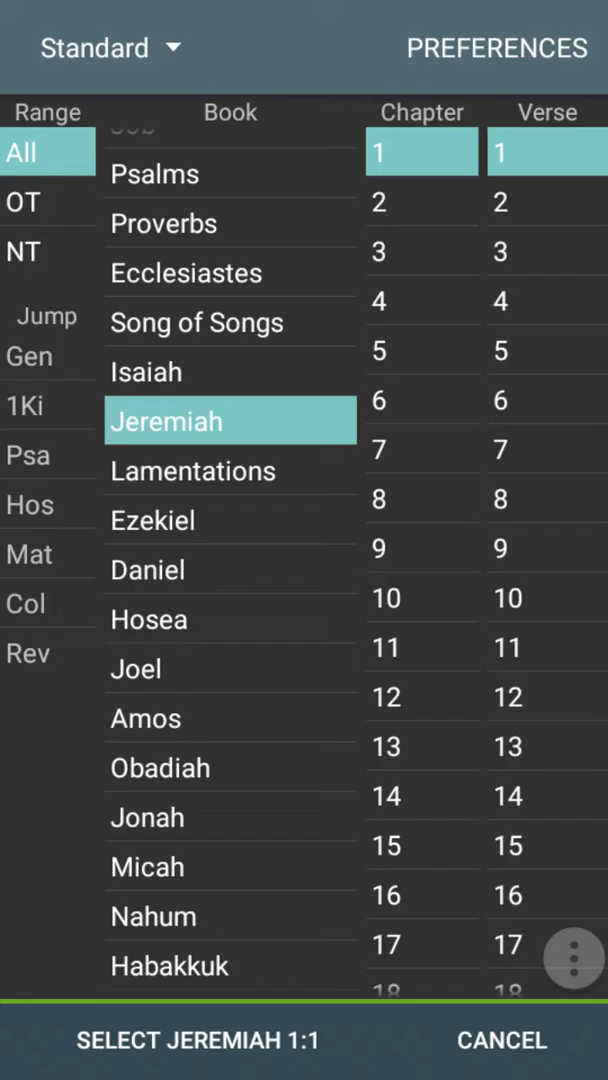 Standard PREFERENCES
Range Book Chapter Verse
All
OT
NT
Jump
Gen
1Ki
Psa
Hos
Mat
Col
Rev
Job
Psalms
Proverbs
Ecclesiastes
Song of Songs
Isaiah
Jeremiah
Lamentations
Ezekiel
Daniel
Hosea
Joel
Amos
Obadiah
Jonah
Micah
Nahum
Habakkuk
1
2
3
4
5
6
7
8
9
10
11
12
13
14
15
16
17
18
1
2
3
4
5
6
7
8
9
10
11
12
13
14
15
16
17
18
SELECT JEREMIAH 1:1 CANCEL